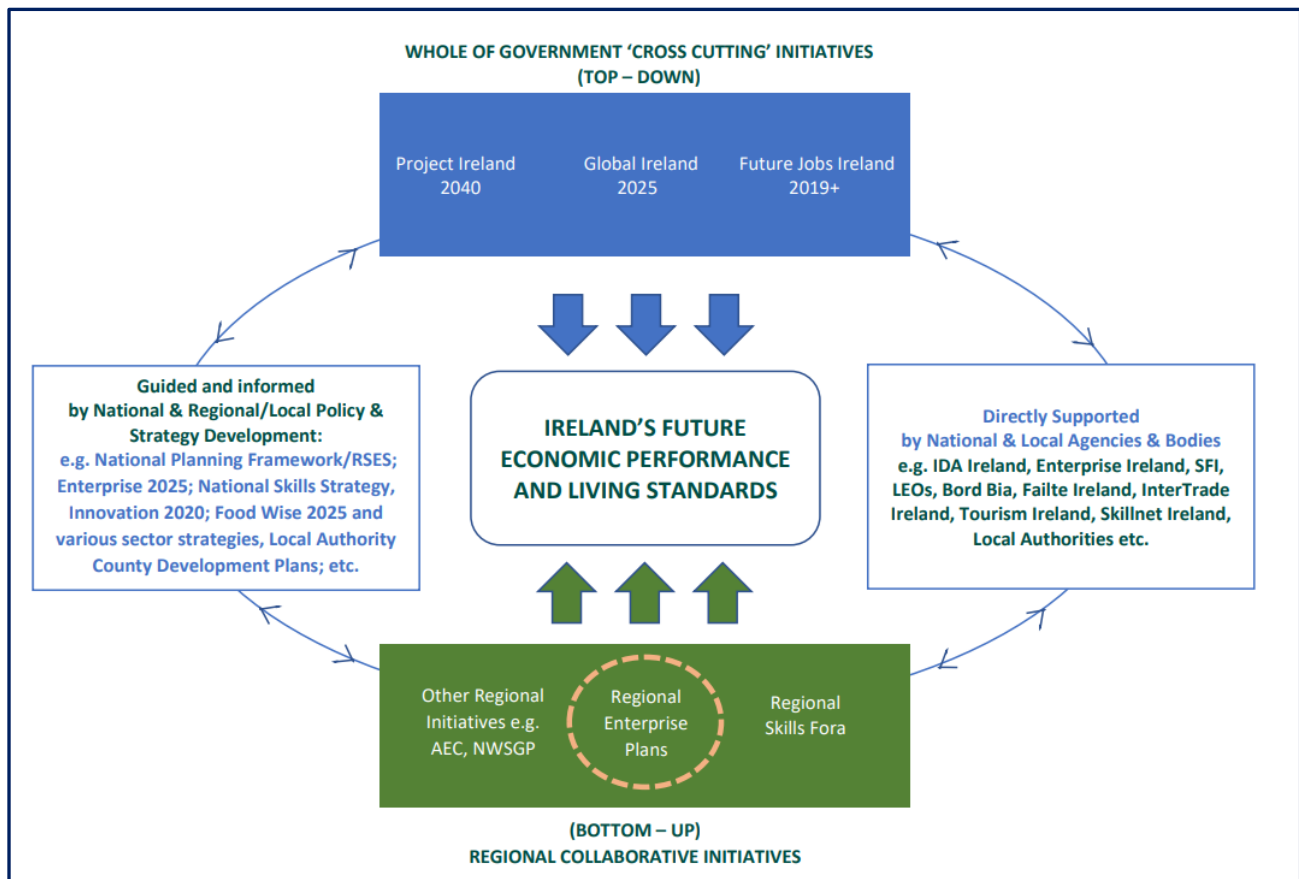 WHOLE OF GOVERNMENT ‘CROSS CUTTING’ INITIATIVES
(TOP – DOWN)
Project Ireland
2040
Global Ireland
2025
Future Jobs Ireland
2019+
Guided and informed
by National & Regional/Local Policy &
Strategy Development:
e.g. National Planning Framework/RSES;
Enterprise 2025; National Skills Strategy,
Innovation 2020; Food Wise 2025 and
various sector strategies, Local Authority
County Development Plans; etc.
IRELAND’S FUTURE
ECONOMIC PERFORMANCE
AND LIVING STANDARDS
Directly Supported
by National & Local Agencies & Bodies
e.g. IDA Ireland, Enterprise Ireland, SFI,
LEOs, Bord Bia, Failte Ireland, InterTrade
Ireland, Tourism Ireland, Skillnet Ireland,
Local Authorities etc.
Other Regional
Initiatives e.g.
AEC, NWSGP
Regional
Enterprise
Plans
Regional
Skills Fora
(BOTTOM – UP)
REGIONAL COLLABORATIVE INITIATIVES